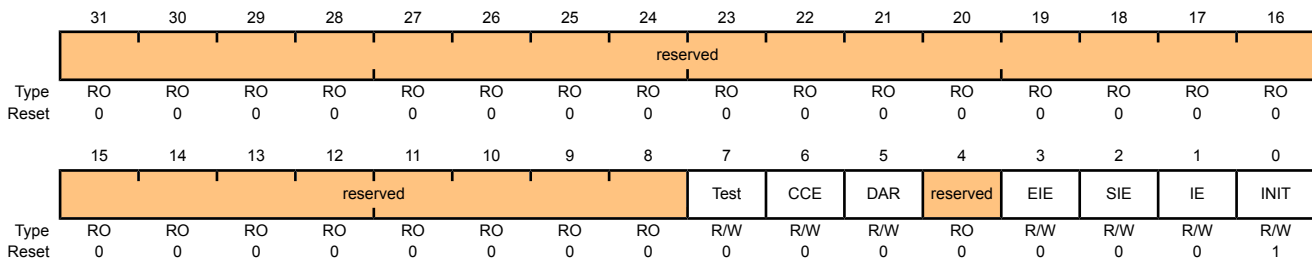 31 30 29 28 27 26 25 24 23 22 21 20 19 18 17 16
reserved
Type RO RO RO RO RO RO RO RO RO RO RO RO RO RO RO RO
Reset 0 0 0 0 0 0 0 0 0 0 0 0 0 0 0 0
15 14 13 12 11 10 9 8 7 6 5 4 3 2 1 0
reserved Test CCE DAR reserved EIE SIE IE INIT
Type RO RO RO RO RO RO RO RO R/W R/W R/W RO R/W R/W R/W R/W
Reset 0 0 0 0 0 0 0 0 0 0 0 0 0 0 0 1